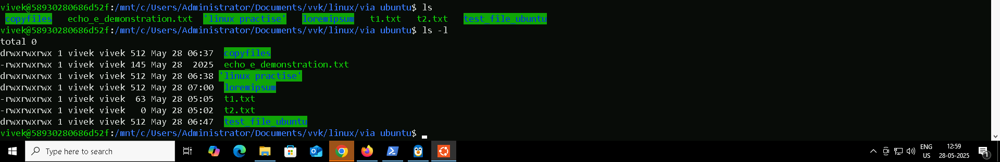 vivek@58930280686d52f:/mnt/c/Users/Administrator/Documents/vvk/linux/via ubuntu$ ls
copyfiles   echo_e_demonstration.txt  'linux practise'   loremipsum   t1.txt   t2.txt   test_file_ubuntu
vivek@58930280686d52f:/mnt/c/Users/Administrator/Documents/vvk/linux/via ubuntu$ ls -l
total 0
drwxrwxrwx 1 vivek vivek 512 May 28 06:37  copyfiles
-rwxrwxrwx 1 vivek vivek 145 May 28  2025  echo_e_demonstration.txt
drwxrwxrwx 1 vivek vivek 512 May 28 06:38 'linux practise'
drwxrwxrwx 1 vivek vivek 512 May 28 07:00  loremipsum
-rwxrwxrwx 1 vivek vivek  63 May 28 05:05  t1.txt
-rwxrwxrwx 1 vivek vivek   0 May 28 05:02  t2.txt
drwxrwxrwx 1 vivek vivek 512 May 28 06:47  test_file_ubuntu
vivek@58930280686d52f:/mnt/c/Users/Administrator/Documents/vvk/linux/via ubuntu$
Type here to search
ENG
US
12:59
28-05-2025
1